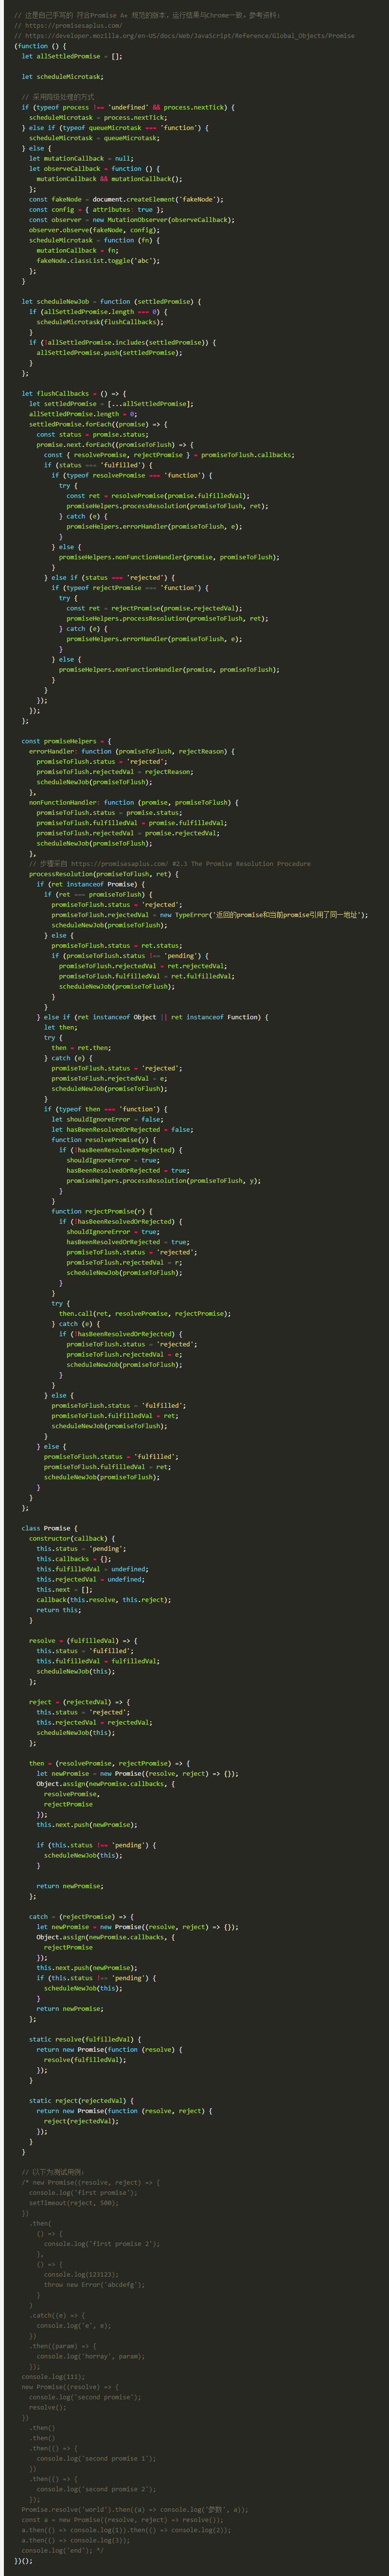 // 这是自己手写的 符合Promise A+ 规范的版本，运行结果与Chrome一致，参考资料：
// https://promisesaplus.com/
// https://developer.mozilla.org/en-US/docs/Web/JavaScript/Reference/Global_Objects/Promise
(function () {
  let allSettledPromise = [];

  let scheduleMicrotask;

  // 采用降级处理的方式
  if (typeof process !== 'undefined' && process.nextTick) {
    scheduleMicrotask = process.nextTick;
  } else if (typeof queueMicrotask === 'function') {
    scheduleMicrotask = queueMicrotask;
  } else {
    let mutationCallback = null;
    let observeCallback = function () {
      mutationCallback && mutationCallback();
    };
    const fakeNode = document.createElement('fakeNode');
    const config = { attributes: true };
    const observer = new MutationObserver(observeCallback);
    observer.observe(fakeNode, config);
    scheduleMicrotask = function (fn) {
      mutationCallback = fn;
      fakeNode.classList.toggle('abc');
    };
  }

  let scheduleNewJob = function (settledPromise) {
    if (allSettledPromise.length === 0) {
      scheduleMicrotask(flushCallbacks);
    }
    if (!allSettledPromise.includes(settledPromise)) {
      allSettledPromise.push(settledPromise);
    }
  };

  let flushCallbacks = () => {
    let settledPromise = [...allSettledPromise];
    allSettledPromise.length = 0;
    settledPromise.forEach((promise) => {
      const status = promise.status;
      promise.next.forEach((promiseToFlush) => {
        const { resolvePromise, rejectPromise } = promiseToFlush.callbacks;
        if (status === 'fulfilled') {
          if (typeof resolvePromise === 'function') {
            try {
              const ret = resolvePromise(promise.fulfilledVal);
              promiseHelpers.processResolution(promiseToFlush, ret);
            } catch (e) {
              promiseHelpers.errorHandler(promiseToFlush, e);
            }
          } else {
            promiseHelpers.nonFunctionHandler(promise, promiseToFlush);
          }
        } else if (status === 'rejected') {
          if (typeof rejectPromise === 'function') {
            try {
              const ret = rejectPromise(promise.rejectedVal);
              promiseHelpers.processResolution(promiseToFlush, ret);
            } catch (e) {
              promiseHelpers.errorHandler(promiseToFlush, e);
            }
          } else {
            promiseHelpers.nonFunctionHandler(promise, promiseToFlush);
          }
        }
      });
    });
  };

  const promiseHelpers = {
    errorHandler: function (promiseToFlush, rejectReason) {
      promiseToFlush.status = 'rejected';
      promiseToFlush.rejectedVal = rejectReason;
      scheduleNewJob(promiseToFlush);
    },
    nonFunctionHandler: function (promise, promiseToFlush) {
      promiseToFlush.status = promise.status;
      promiseToFlush.fulfilledVal = promise.fulfilledVal;
      promiseToFlush.rejectedVal = promise.rejectedVal;
      scheduleNewJob(promiseToFlush);
    },
    // 步骤采自 https://promisesaplus.com/ #2.3 The Promise Resolution Procedure
    processResolution(promiseToFlush, ret) {
      if (ret instanceof Promise) {
        if (ret === promiseToFlush) {
          promiseToFlush.status = 'rejected';
          promiseToFlush.rejectedVal = new TypeError('返回的promise和当前promise引用了同一地址');
          scheduleNewJob(promiseToFlush);
        } else {
          promiseToFlush.status = ret.status;
          if (promiseToFlush.status !== 'pending') {
            promiseToFlush.rejectedVal = ret.rejectedVal;
            promiseToFlush.fulfilledVal = ret.fulfilledVal;
            scheduleNewJob(promiseToFlush);
          }
        }
      } else if (ret instanceof Object || ret instanceof Function) {
        let then;
        try {
          then = ret.then;
        } catch (e) {
          promiseToFlush.status = 'rejected';
          promiseToFlush.rejectedVal = e;
          scheduleNewJob(promiseToFlush);
        }
        if (typeof then === 'function') {
          let shouldIgnoreError = false;
          let hasBeenResolvedOrRejected = false;
          function resolvePromise(y) {
            if (!hasBeenResolvedOrRejected) {
              shouldIgnoreError = true;
              hasBeenResolvedOrRejected = true;
              promiseHelpers.processResolution(promiseToFlush, y);
            }
          }
          function rejectPromise(r) {
            if (!hasBeenResolvedOrRejected) {
              shouldIgnoreError = true;
              hasBeenResolvedOrRejected = true;
              promiseToFlush.status = 'rejected';
              promiseToFlush.rejectedVal = r;
              scheduleNewJob(promiseToFlush);
            }
          }
          try {
            then.call(ret, resolvePromise, rejectPromise);
          } catch (e) {
            if (!hasBeenResolvedOrRejected) {
              promiseToFlush.status = 'rejected';
              promiseToFlush.rejectedVal = e;
              scheduleNewJob(promiseToFlush);
            }
          }
        } else {
          promiseToFlush.status = 'fulfilled';
          promiseToFlush.fulfilledVal = ret;
          scheduleNewJob(promiseToFlush);
        }
      } else {
        promiseToFlush.status = 'fulfilled';
        promiseToFlush.fulfilledVal = ret;
        scheduleNewJob(promiseToFlush);
      }
    }
  };

  class Promise {
    constructor(callback) {
      this.status = 'pending';
      this.callbacks = {};
      this.fulfilledVal = undefined;
      this.rejectedVal = undefined;
      this.next = [];
      callback(this.resolve, this.reject);
      return this;
    }

    resolve = (fulfilledVal) => {
      this.status = 'fulfilled';
      this.fulfilledVal = fulfilledVal;
      scheduleNewJob(this);
    };

    reject = (rejectedVal) => {
      this.status = 'rejected';
      this.rejectedVal = rejectedVal;
      scheduleNewJob(this);
    };

    then = (resolvePromise, rejectPromise) => {
      let newPromise = new Promise((resolve, reject) => {});
      Object.assign(newPromise.callbacks, {
        resolvePromise,
        rejectPromise
      });
      this.next.push(newPromise);

      if (this.status !== 'pending') {
        scheduleNewJob(this);
      }

      return newPromise;
    };

    catch = (rejectPromise) => {
      let newPromise = new Promise((resolve, reject) => {});
      Object.assign(newPromise.callbacks, {
        rejectPromise
      });
      this.next.push(newPromise);
      if (this.status !== 'pending') {
        scheduleNewJob(this);
      }
      return newPromise;
    };

    static resolve(fulfilledVal) {
      return new Promise(function (resolve) {
        resolve(fulfilledVal);
      });
    }

    static reject(rejectedVal) {
      return new Promise(function (resolve, reject) {
        reject(rejectedVal);
      });
    }
  }

  // 以下为测试用例：
  /* new Promise((resolve, reject) => {
    console.log('first promise');
    setTimeout(reject, 500);
  })
    .then(
      () => {
        console.log('first promise 2');
      },
      () => {
        console.log(123123);
        throw new Error('abcdefg');
      }
    )
    .catch((e) => {
      console.log('e', e);
    })
    .then((param) => {
      console.log('horray', param);
    });
  console.log(111);
  new Promise((resolve) => {
    console.log('second promise');
    resolve();
  })
    .then()
    .then()
    .then(() => {
      console.log('second promise 1');
    })
    .then(() => {
      console.log('second promise 2');
    });
  Promise.resolve('world').then((a) => console.log('参数', a));
  const a = new Promise((resolve, reject) => resolve());
  a.then(() => console.log(1)).then(() => console.log(2));
  a.then(() => console.log(3));
  console.log('end'); */
})();